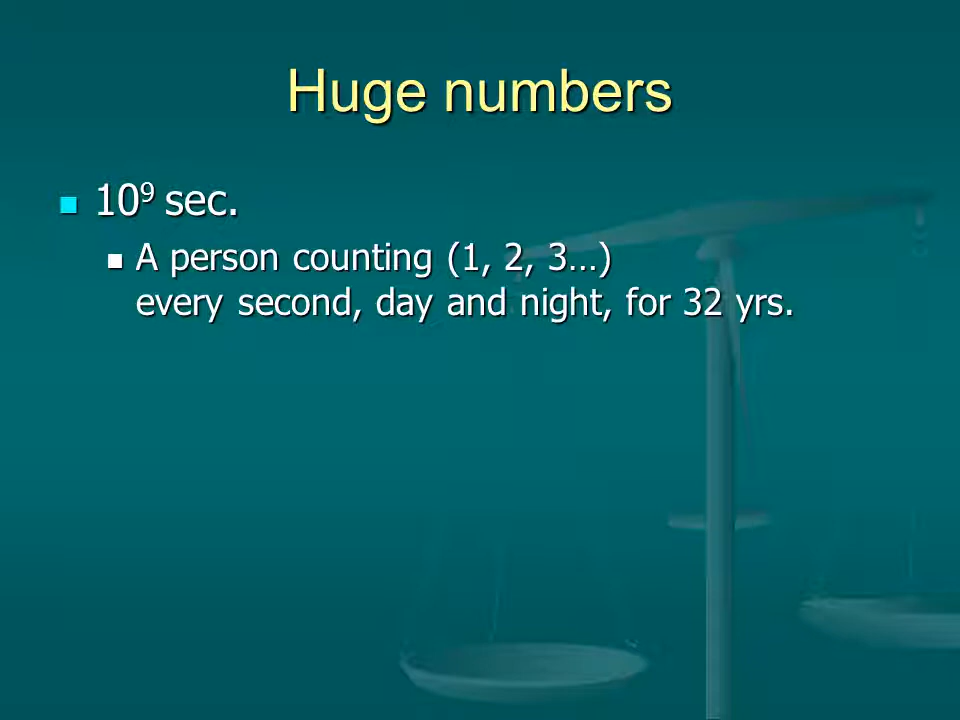 Huge numbers
10⁹ sec.
A person counting (1, 2, 3…)
every second, day and night, for 32 yrs.